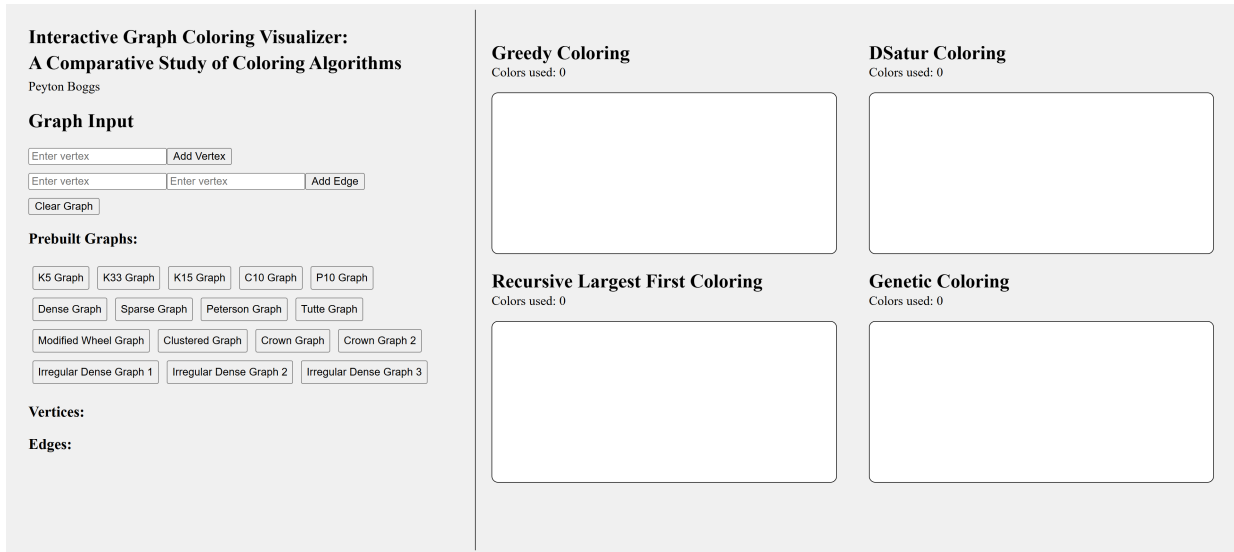 Interactive Graph Coloring Visualizer:
A Comparative Study of Coloring Algorithms
Peyton Boggs
Graph Input
Enter vertex Add Vertex
Enter vertex Enter vertex Add Edge
Clear Graph
Prebuilt Graphs:
K5 Graph K33 Graph K15 Graph C10 Graph P10 Graph
Dense Graph Sparse Graph Peterson Graph Tutte Graph
Modified Wheel Graph Clustered Graph Crown Graph Crown Graph 2
Irregular Dense Graph 1 Irregular Dense Graph 2 Irregular Dense Graph 3
Vertices:
Edges:
Greedy Coloring
Colors used: 0
DSatur Coloring
Colors used: 0
Recursive Largest First Coloring
Colors used: 0
Genetic Coloring
Colors used: 0